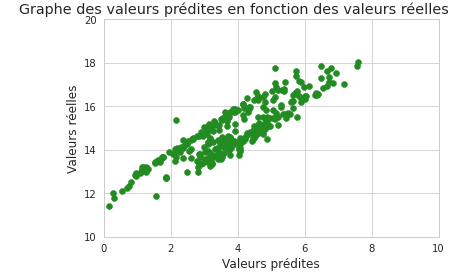 Graphe des valeurs prédites en fonction des valeurs réelles
20
18
16
14
12
10
Valeurs réelles
0 2 4 6 8 10
Valeurs prédites